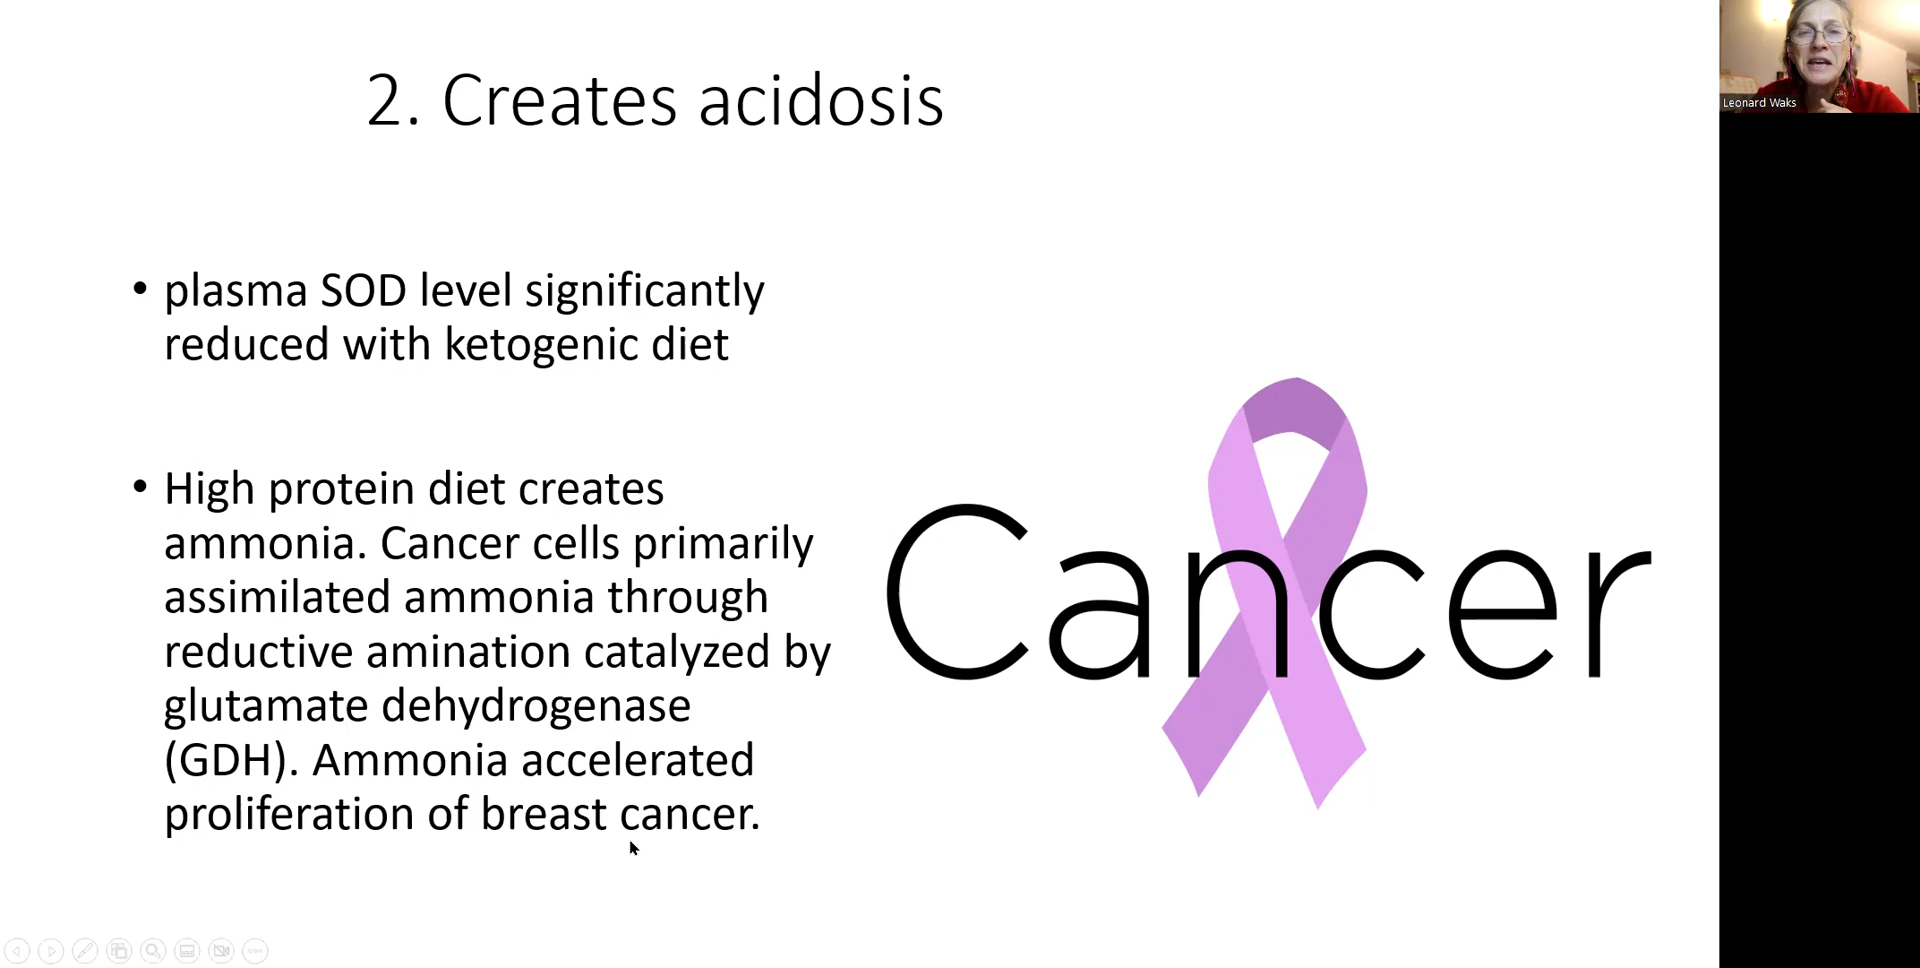 2. Creates acidosis
• plasma SOD level significantly
reduced with ketogenic diet
• High protein diet creates
ammonia. Cancer cells primarily
assimilated ammonia through
reductive amination catalyzed by
glutamate dehydrogenase
(GDH). Ammonia accelerated
proliferation of breast cancer.
Cancer
Leonard Waks